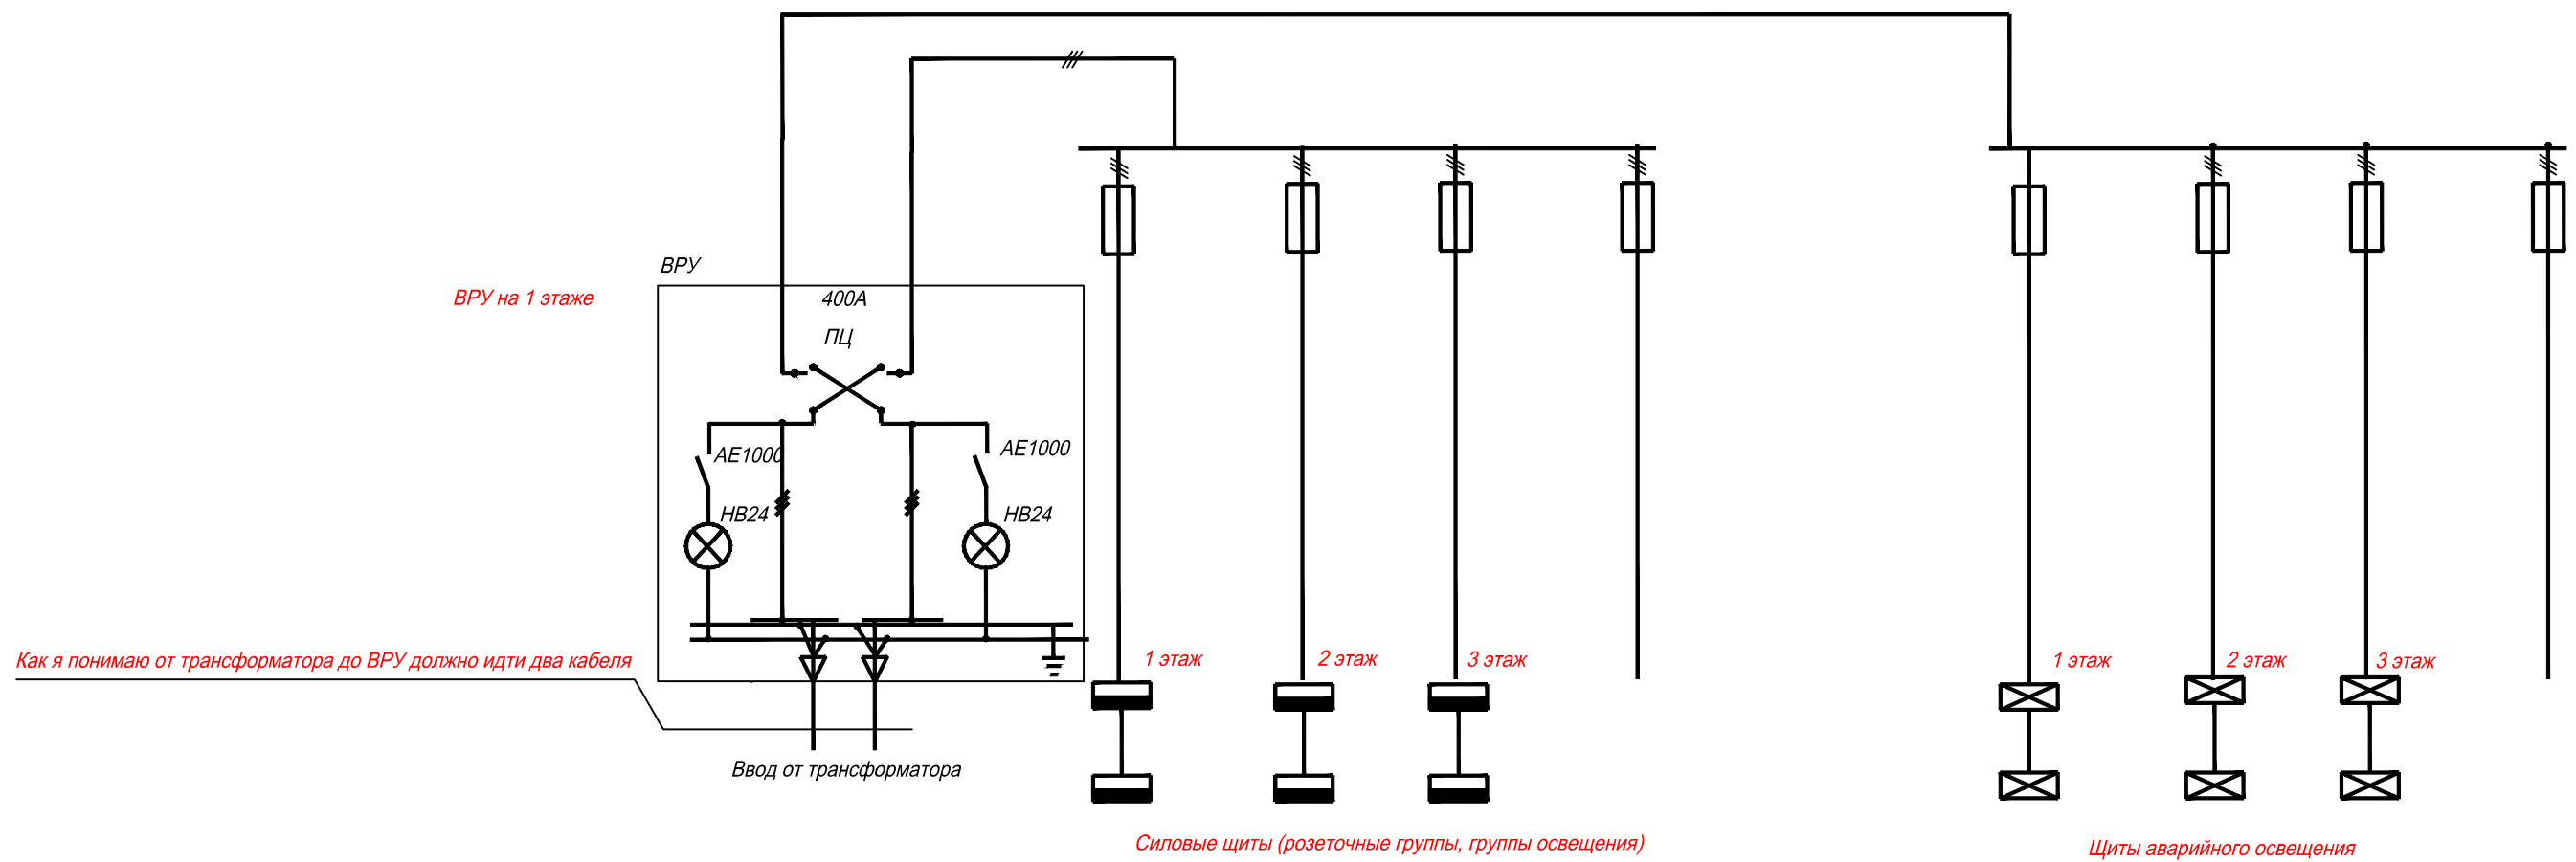 ВРУ
ВРУ на 1 этаже
400А
ПЦ
АЕ1000
АЕ1000
НВ24
НВ24
Как я понимаю от трансформатора до ВРУ должно идти два кабеля
1 этаж
2 этаж
3 этаж
1 этаж
2 этаж
3 этаж
Ввод от трансформатора
Силовые щиты (розеточные группы, группы освещения)
Щиты аварийного освещения